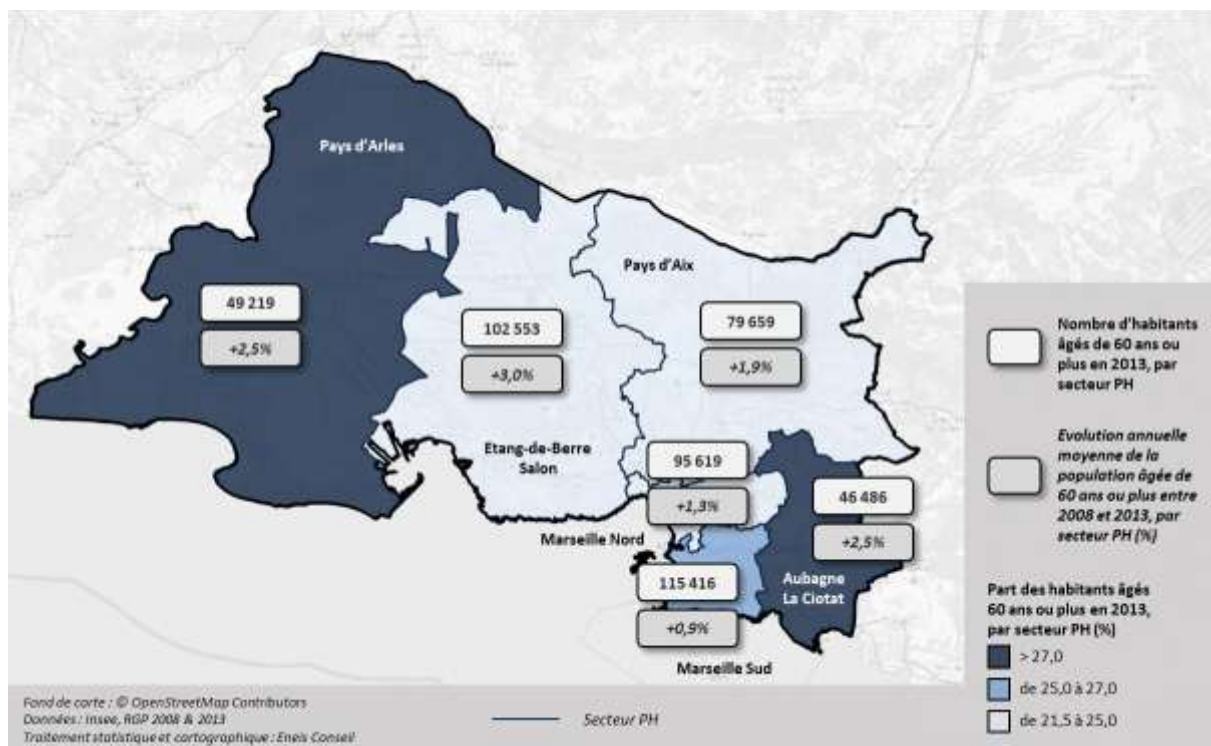 Pays d'Arles
Pays d'Aix
49 219
+2,5%
102 553
+3,0%
79 659
+1,9%
Etang-de-Berre
Salon
95 619
+1,3%
46 486
+2,5%
Marseille Nord
115 416
+0,9%
Aubagne
La Ciotat
Marseille Sud
Nombre d'habitants
âgés de 60 ans ou
plus en 2013, par
secteur PH
Evolution annuelle
moyenne de la
population âgée de
60 ans ou plus entre
2008 et 2013, par
secteur PH (%)
Part des habitants âgés
60 ans ou plus en 2013,
par secteur PH (%)
> 27,0
de 25,0 à 27,0
de 21,5 à 25,0
Fond de carte : © OpenStreetMap Contributors
Données : Insee, RGP 2008 & 2013
Traitement statistique et cartographique : Eneis Conseil
Secteur PH